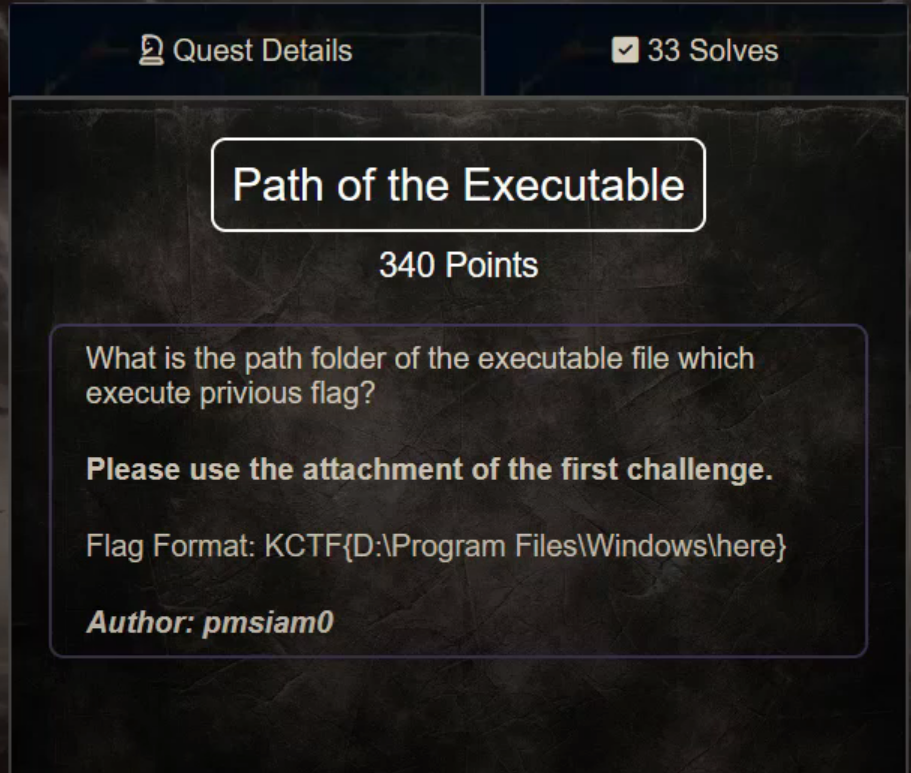 Quest Details
33 Solves
Path of the Executable
340 Points
What is the path folder of the executable file which
execute privious flag?
Please use the attachment of the first challenge.
Flag Format: KCTF{D:\Program Files\Windows\here}
Author: pmsiam0